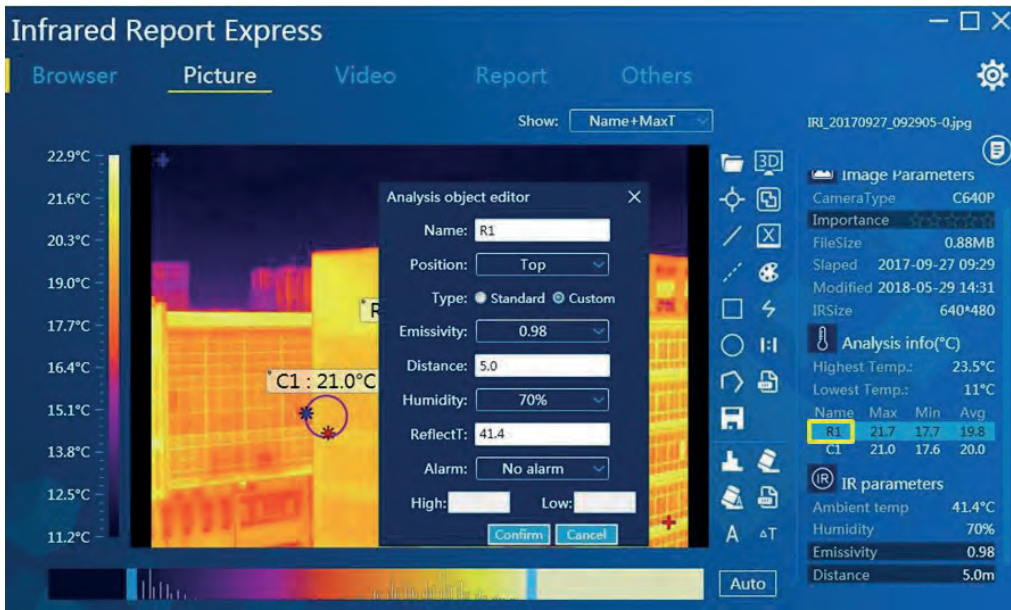 Infrared Report Express
Browser Picture Video Report Others
Show: Name+MaxT
IRI_20170927_092905-0.jpg
22.9°C
21.6°C
20.3°C
19.0°C
17.7°C
16.4°C
15.1°C
13.8°C
12.5°C
11.2°C
R
C1 : 21.0°C
Analysis object editor
Name: R1
Position: Top
Type: Standard Custom
Emissivity: 0.98
Distance: 5.0
Humidity: 70%
ReflectT: 41.4
Alarm: No alarm
High: Low:
Confirm Cancel
3D
X
1:1
A ΔT
Auto
Image Parameters
CameraType C640P
Importance
FileSize 0.88MB
Slaped 2017-09-27 09:29
Modified 2018-05-29 14:31
IRSize 640*480
Analysis info(°C)
Highest Temp.: 23.5°C
Lowest Temp.: 11°C
Name Max Min Avg
R1 21.7 17.7 19.8
C1 21.0 17.6 20.0
IR IR parameters
Ambient temp 41.4°C
Humidity 70%
Emissivity 0.98
Distance 5.0m